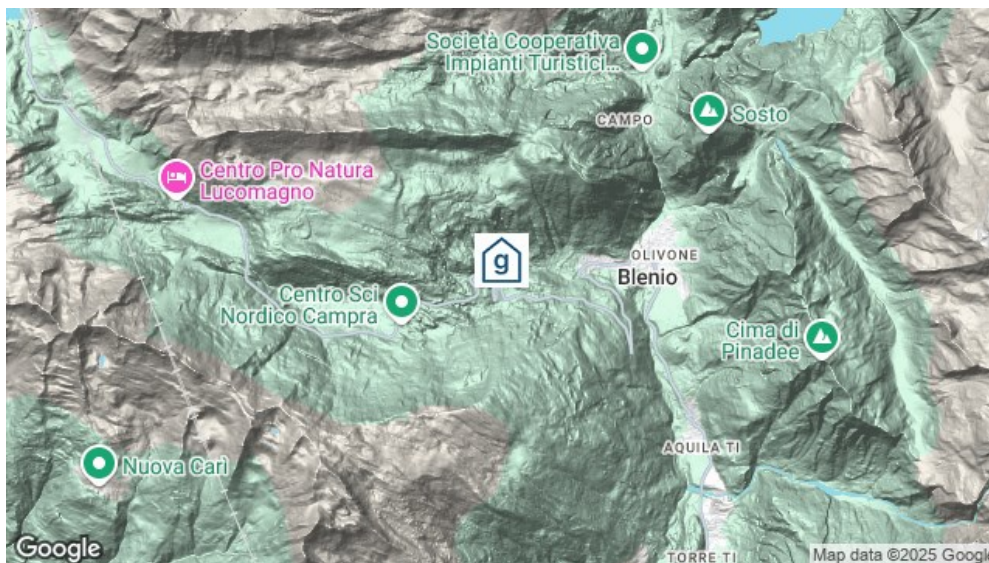 Società Cooperativa
Impianti Turistici...
CAMPO
Sosto
Centro Pro Natura
Lucomagno
g
OLIVONE
Blenio
Centro Sci
Nordico Campra
Cima di
Pinadee
AQUILA TI
Nuova Carì
TORRE TI
Google
Map data ©2025 Google